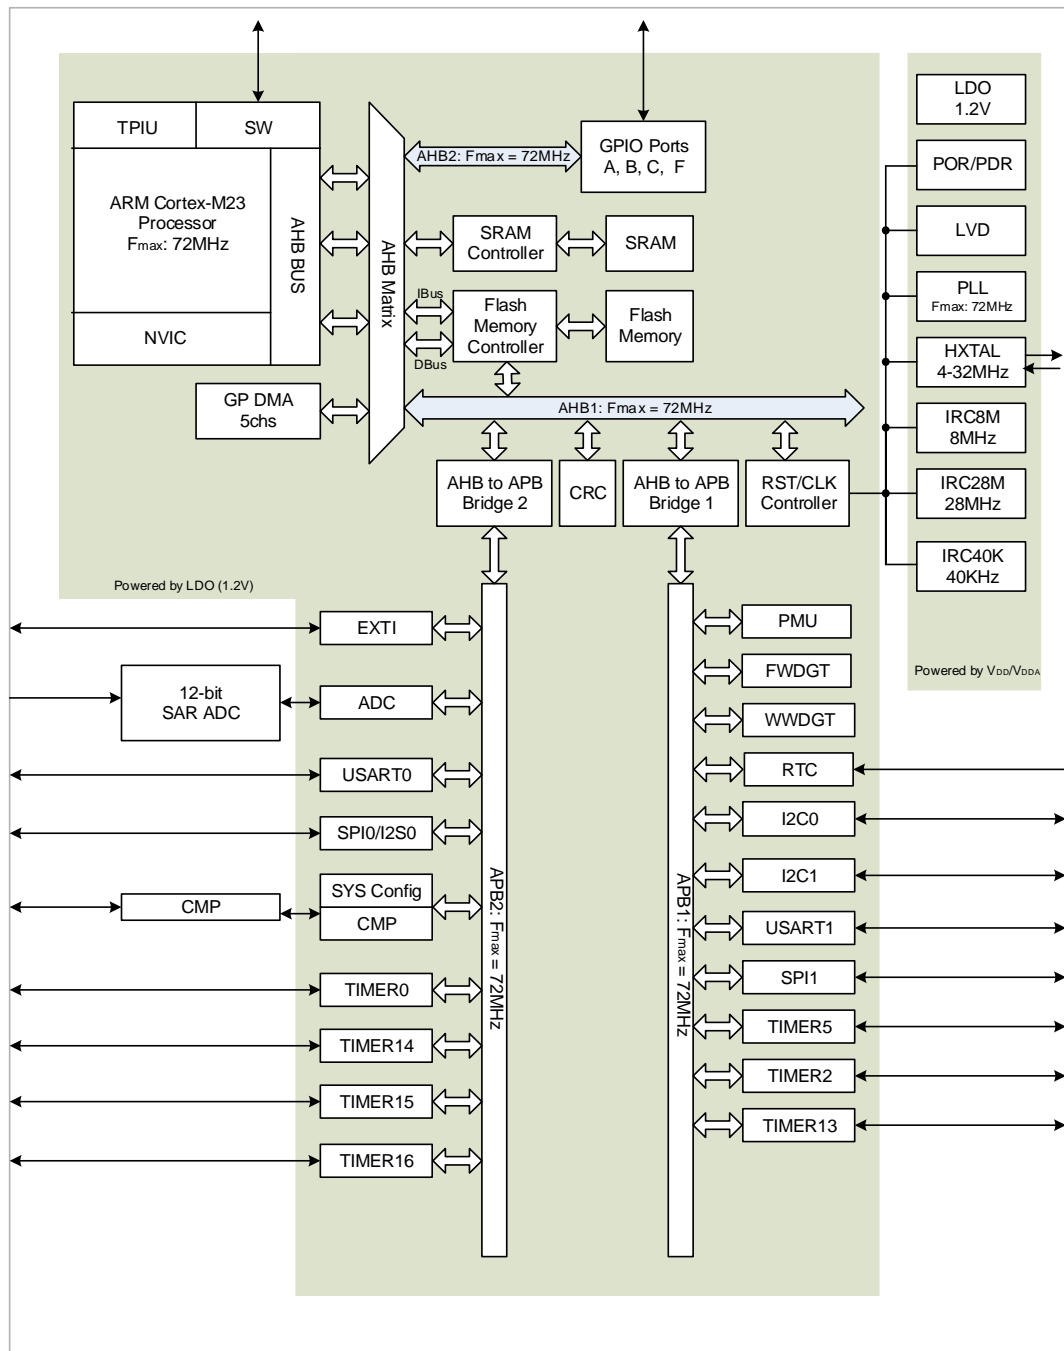 TPIU
SW
ARM Cortex-M23
Processor
Fmax: 72MHz
AHB BUS
NVIC
GP DMA
5chs
AHB Matrix
AHB2: Fmax = 72MHz
GPIO Ports
A, B, C, F
SRAM
Controller
SRAM
IBus
DBus
Flash
Memory
Controller
Flash
Memory
AHB1: Fmax = 72MHz
AHB to APB
Bridge 2
CRC
AHB to APB
Bridge 1
RST/CLK
Controller
LDO
1.2V
POR/PDR
LVD
PLL
Fmax: 72MHz
HXTAL
4-32MHz
IRC8M
8MHz
IRC28M
28MHz
IRC40K
40KHz
Powered by VDD/VDDA
Powered by LDO (1.2V)
EXTI
12-bit
SAR ADC
ADC
USART0
SPI0/I2S0
SYS Config
CMP
CMP
TIMER0
TIMER14
TIMER15
TIMER16
APB2: Fmax = 72MHz
APB1: Fmax = 72MHz
PMU
FWDGT
WWDGT
RTC
I2C0
I2C1
USART1
SPI1
TIMER5
TIMER2
TIMER13